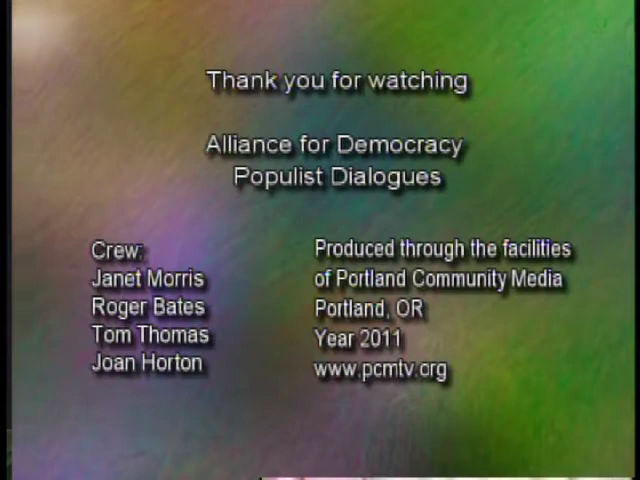 Thank you for watching
Alliance for Democracy
Populist Dialogues
Crew:
Janet Morris
Roger Bates
Tom Thomas
Joan Horton
Produced through the facilities
of Portland Community Media
Portland, OR
Year 2011
www.pcmtv.org